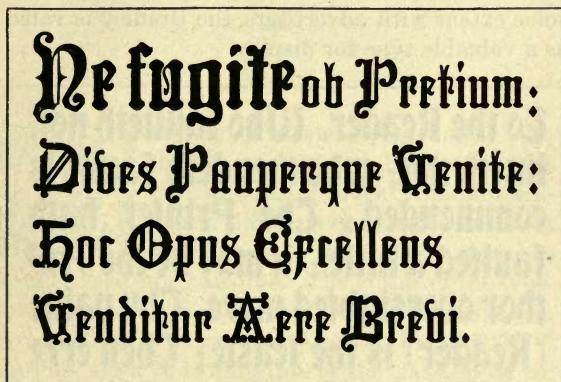 Ne fugite ob Pretium:
Dives Pauperque Venite:
Hoc Opus Excellens
Venditur Aere Brevi.